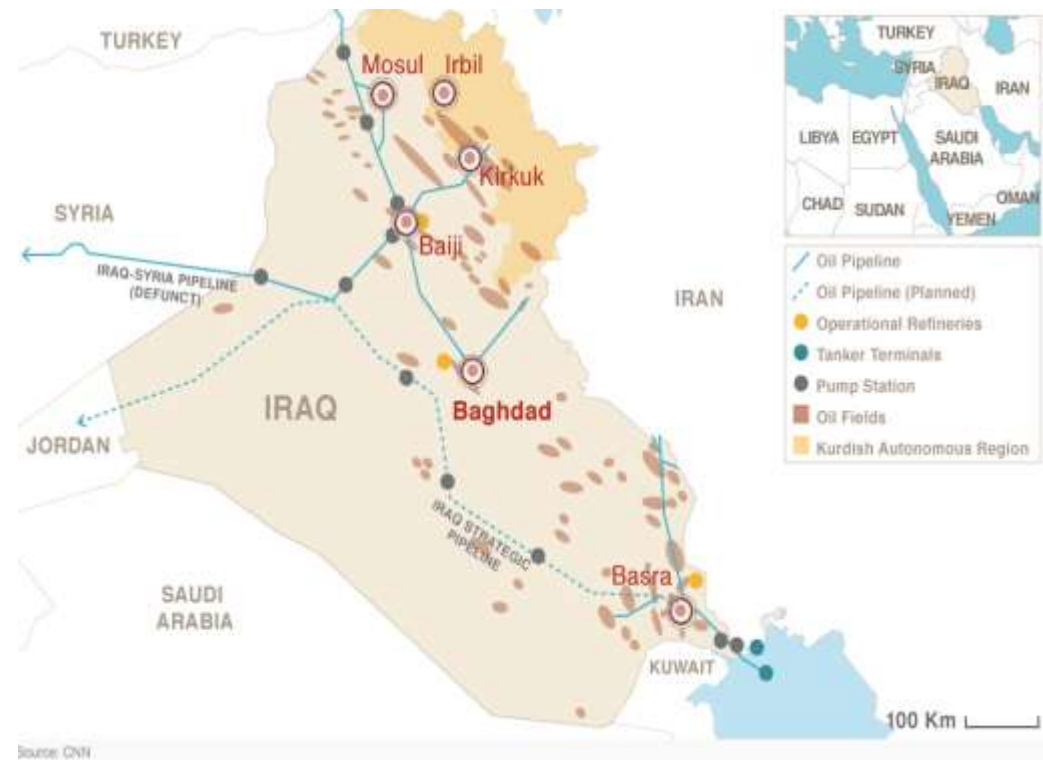 TURKEY
Mosul
Irbil
Kirkuk
SYRIA
Baiji
IRAQ-SYRIA PIPELINE
(DEFUNCT)
IRAN
IRAQ
Baghdad
JORDAN
IRAQ STRATEGIC
PIPELINE
Basra
SAUDI
ARABIA
KUWAIT
TURKEY
SYRIA
IRAQ
IRAN
LIBYA
EGYPT
SAUDI
ARABIA
CHAD
SUDAN
OMAN
YEMEN
Oil Pipeline
Oil Pipeline (Planned)
Operational Refineries
Tanker Terminals
Pump Station
Oil Fields
Kurdish Autonomous Region
100 Km
Source: CNN